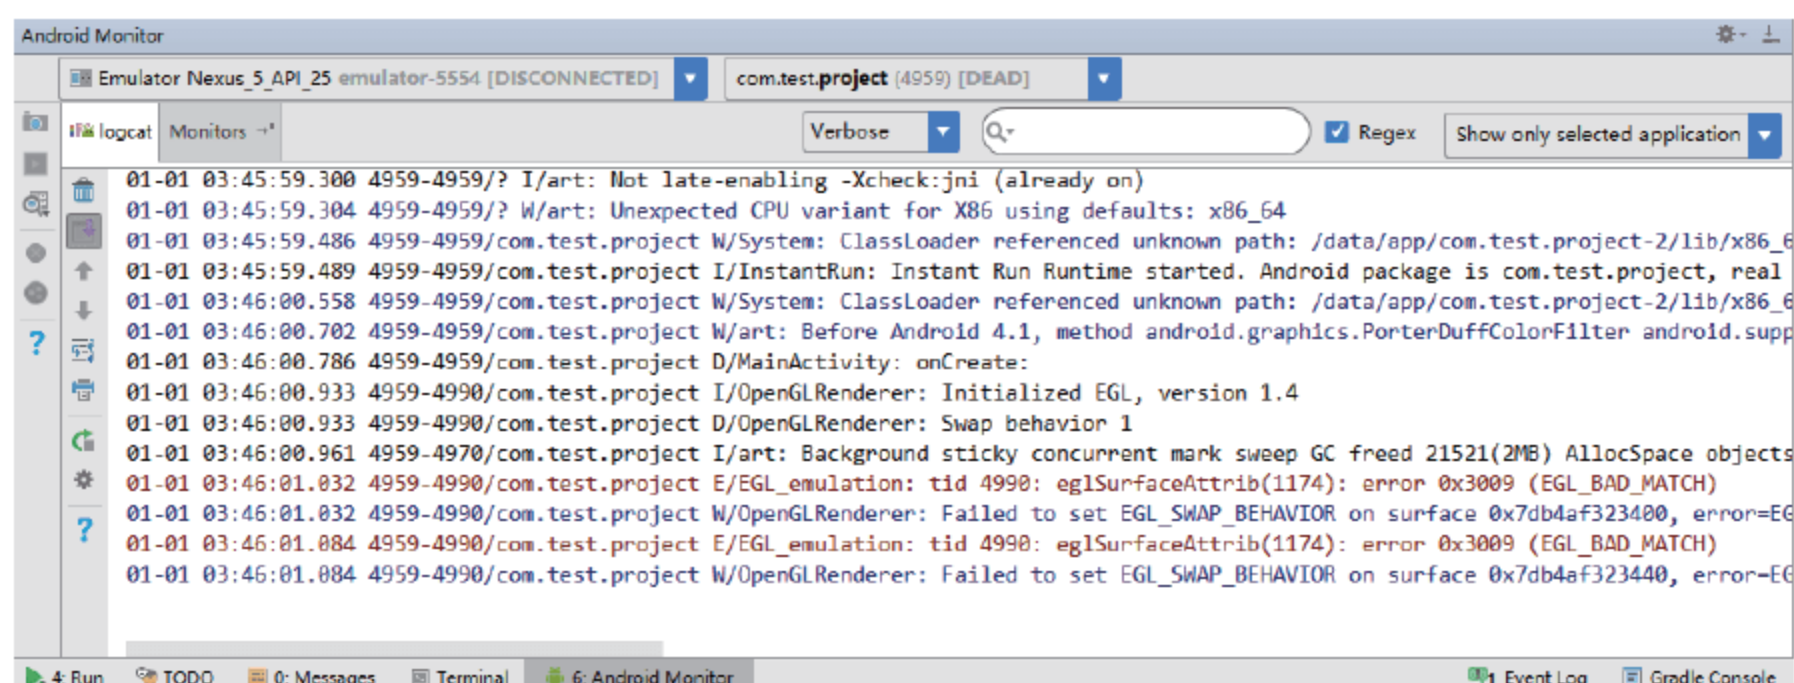 Android Monitor
Emulator Nexus_5_API_25 emulator-5554 [DISCONNECTED] com.test.project (4959) [DEAD]
logcat Monitors Verbose Regex Show only selected application
01-01 03:45:59.300 4959-4959/? I/art: Not late-enabling -Xcheck:jni (already on)
01-01 03:45:59.304 4959-4959/? W/art: Unexpected CPU variant for X86 using defaults: x86_64
01-01 03:45:59.486 4959-4959/com.test.project W/System: ClassLoader referenced unknown path: /data/app/com.test.project-2/lib/x86_6
01-01 03:45:59.489 4959-4959/com.test.project I/InstantRun: Instant Run Runtime started. Android package is com.test.project, real
01-01 03:46:00.558 4959-4959/com.test.project W/System: ClassLoader referenced unknown path: /data/app/com.test.project-2/lib/x86_6
01-01 03:46:00.702 4959-4959/com.test.project W/art: Before Android 4.1, method android.graphics.PorterDuffColorFilter android.supp
01-01 03:46:00.786 4959-4959/com.test.project D/MainActivity: onCreate:
01-01 03:46:00.933 4959-4990/com.test.project I/OpenGLRenderer: Initialized EGL, version 1.4
01-01 03:46:00.933 4959-4990/com.test.project D/OpenGLRenderer: Swap behavior 1
01-01 03:46:00.961 4959-4970/com.test.project I/art: Background sticky concurrent mark sweep GC freed 21521(2MB) AllocSpace objects
01-01 03:46:01.032 4959-4990/com.test.project E/EGL_emulation: tid 4990: eglSurfaceAttrib(1174): error 0x3009 (EGL_BAD_MATCH)
01-01 03:46:01.032 4959-4990/com.test.project W/OpenGLRenderer: Failed to set EGL_SWAP_BEHAVIOR on surface 0x7db4af323400, error=EG
01-01 03:46:01.084 4959-4990/com.test.project E/EGL_emulation: tid 4990: eglSurfaceAttrib(1174): error 0x3009 (EGL_BAD_MATCH)
01-01 03:46:01.084 4959-4990/com.test.project W/OpenGLRenderer: Failed to set EGL_SWAP_BEHAVIOR on surface 0x7db4af323440, error=EG
4: Run TODO 0: Messages Terminal 6: Android Monitor 1 Event Log Gradle Console